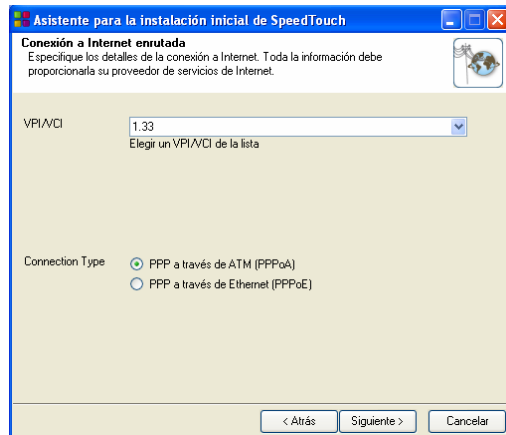 Asistente para la instalación inicial de SpeedTouch
Conexión a Internet enrutada
Especifique los detalles de la conexión a Internet. Toda la información debe
proporcionarla su proveedor de servicios de Internet.
VPI/VCI
1.33
Elegir un VPI/VCI de la lista
Connection Type
PPP a través de ATM (PPPoA)
PPP a través de Ethernet (PPPoE)
< Atrás
Siguiente >
Cancelar